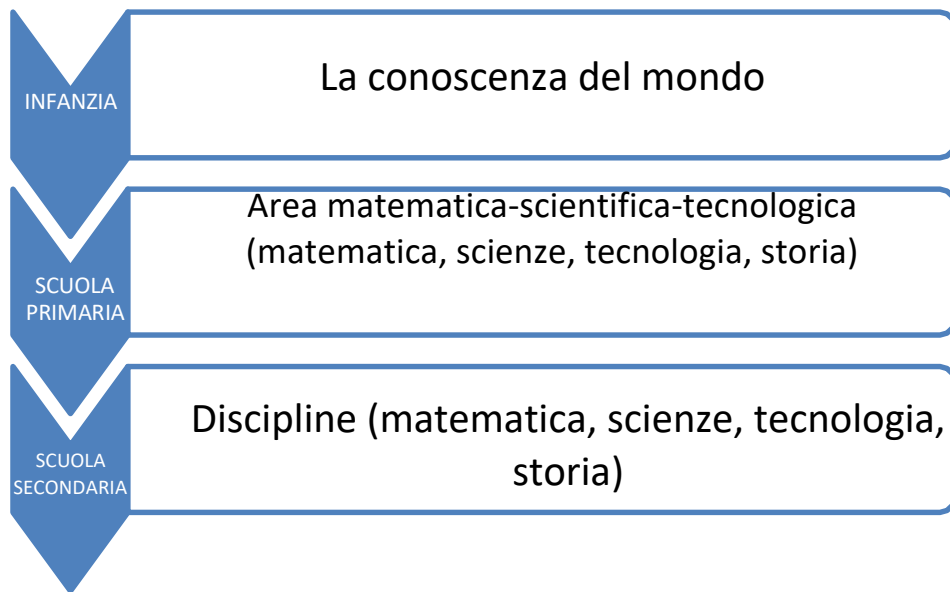 INFANZIA
La conoscenza del mondo
SCUOLA
PRIMARIA
Area matematica-scientifica-tecnologica
(matematica, scienze, tecnologia, storia)
SCUOLA
SECONDARIA
Discipline (matematica, scienze, tecnologia,
storia)